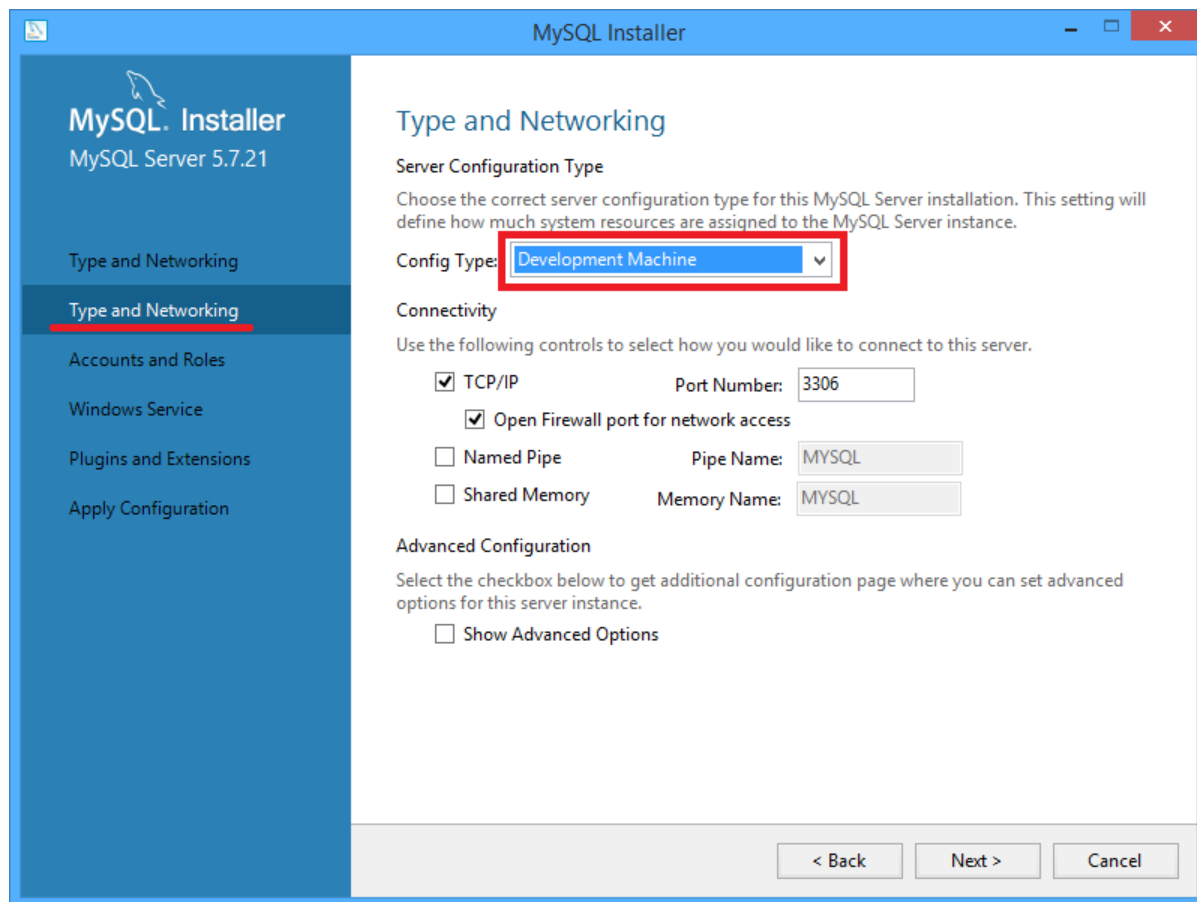 MySQL Installer
MySQL. Installer
MySQL Server 5.7.21
Type and Networking
Type and Networking
Accounts and Roles
Windows Service
Plugins and Extensions
Apply Configuration
Type and Networking
Server Configuration Type
Choose the correct server configuration type for this MySQL Server installation. This setting will
define how much system resources are assigned to the MySQL Server instance.
Config Type: Development Machine
Connectivity
Use the following controls to select how you would like to connect to this server.
TCP/IP Port Number: 3306
Open Firewall port for network access
Named Pipe Pipe Name: MYSQL
Shared Memory Memory Name: MYSQL
Advanced Configuration
Select the checkbox below to get additional configuration page where you can set advanced
options for this server instance.
Show Advanced Options
< Back Next > Cancel